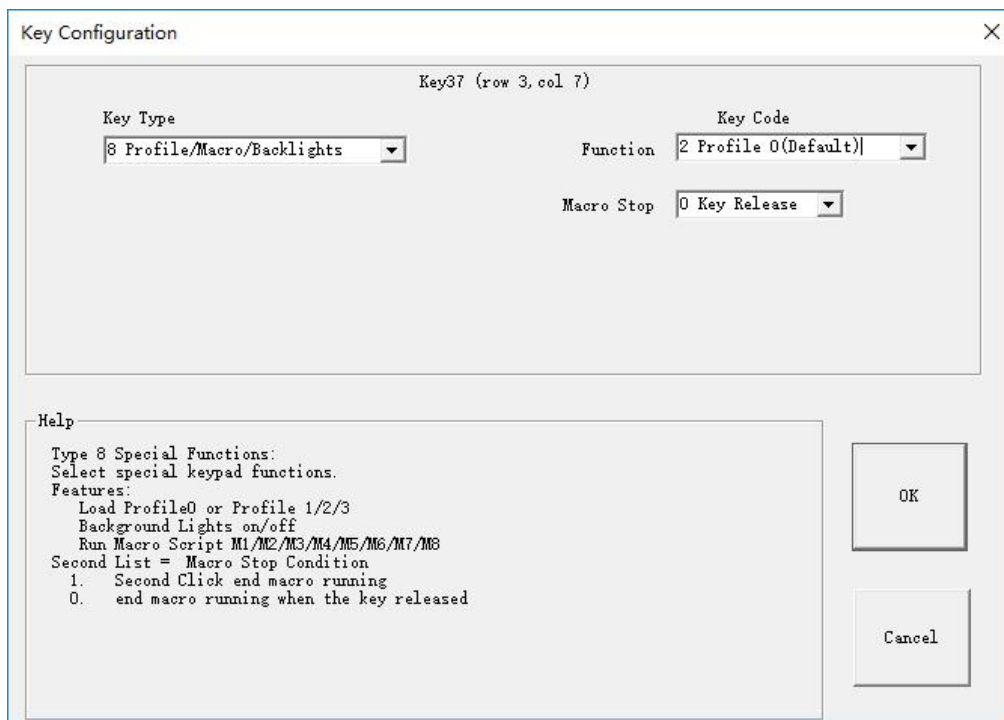 Key Configuration
Key37 (row 3, col 7)
Key Type
Key Code
8 Profile/Macro/Backlights
Function
2 Profile 0(Default)
Macro Stop
0 Key Release
Help
Type 8 Special Functions:
Select special keypad functions.
Features:
Load Profile0 or Profile 1/2/3
Background Lights on/off
Run Macro Script M1/M2/M3/M4/M5/M6/M7/M8
Second List = Macro Stop Condition
1. Second Click end macro running
0. end macro running when the key released
OK
Cancel